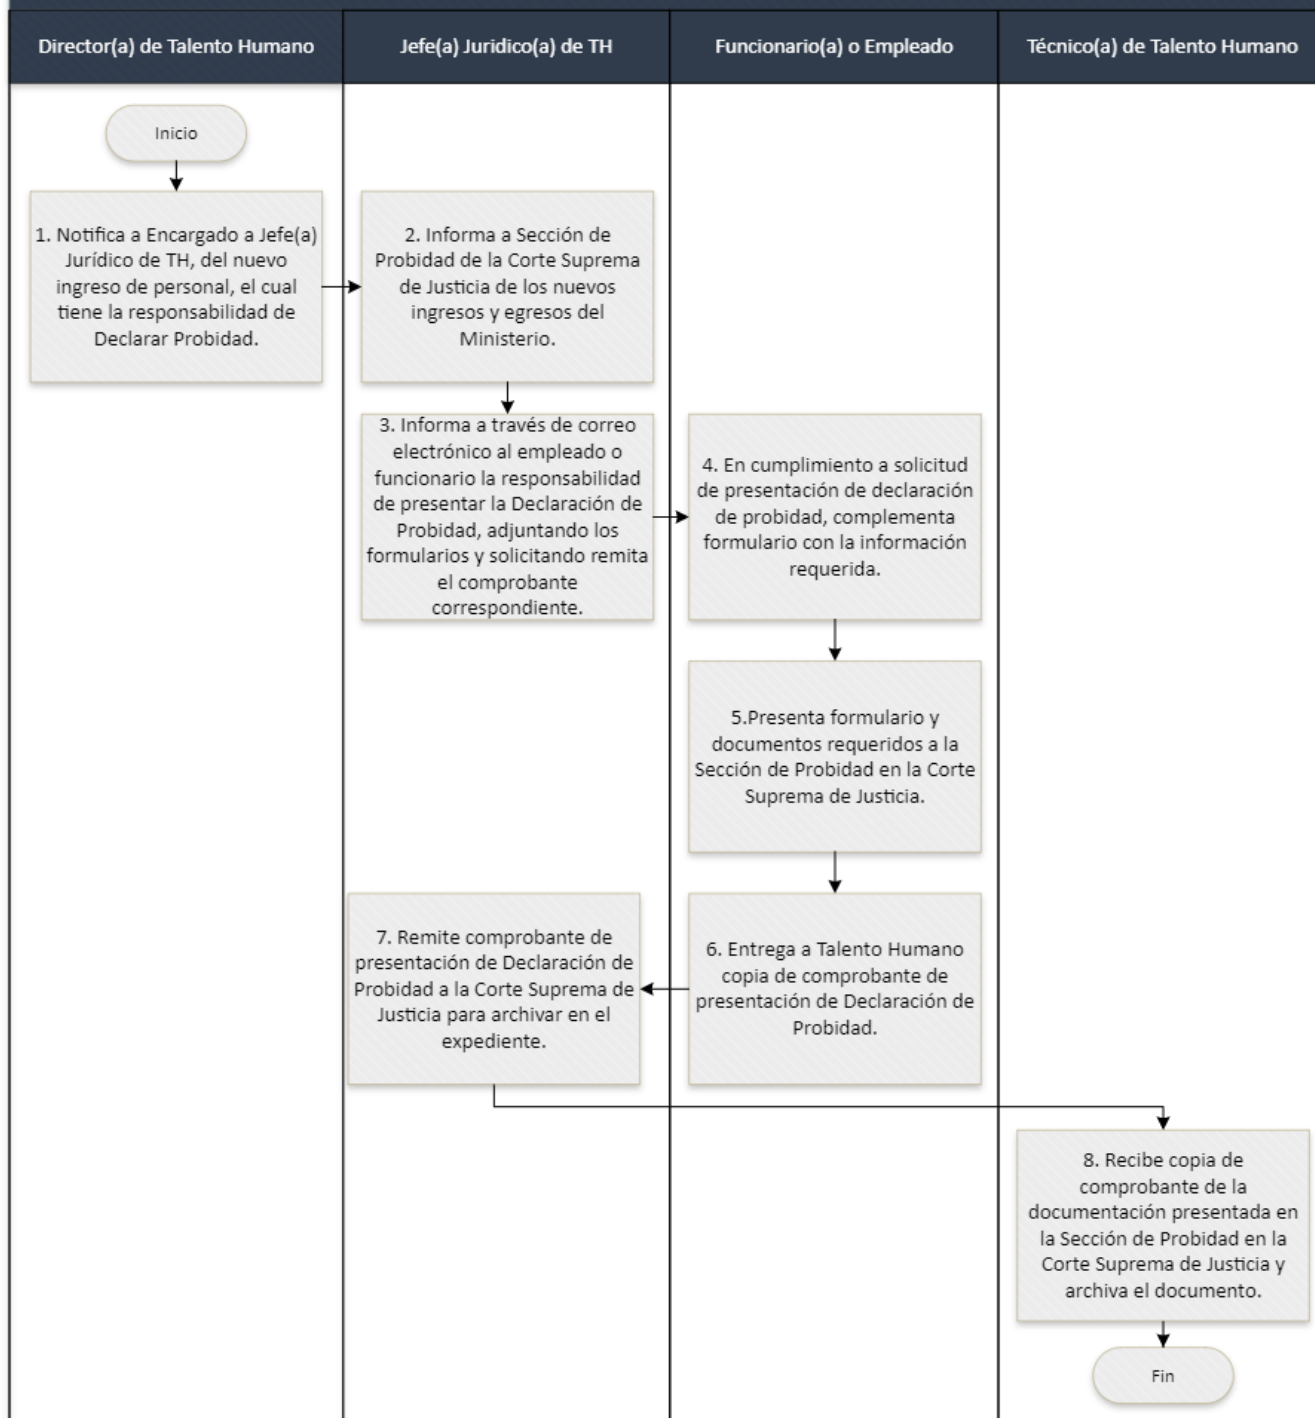 Director(a) de Talento Humano
Jefe(a) Juridico(a) de TH
Funcionario(a) o Empleado
Técnico(a) de Talento Humano
Inicio
1. Notifica a Encargado a Jefe(a)
Jurídico de TH, del nuevo
ingreso de personal, el cual
tiene la responsabilidad de
Declarar Probidad.
2. Informa a Sección de
Probidad de la Corte Suprema
de Justicia de los nuevos
ingresos y egresos del
Ministerio.
3. Informa a través de correo
electrónico al empleado o
funcionario la responsabilidad
de presentar la Declaración de
Probidad, adjuntando los
formularios y solicitando remita
el comprobante
correspondiente.
4. En cumplimiento a solicitud
de presentación de declaración
de probidad, complementa
formulario con la información
requerida.
5.Presenta formulario y
documentos requeridos a la
Sección de Probidad en la Corte
Suprema de Justicia.
6. Entrega a Talento Humano
copia de comprobante de
presentación de Declaración de
Probidad.
7. Remite comprobante de
presentación de Declaración de
Probidad a la Corte Suprema de
Justicia para archivar en el
expediente.
8. Recibe copia de
comprobante de la
documentación presentada en
la Sección de Probidad en la
Corte Suprema de Justicia y
archiva el documento.
Fin